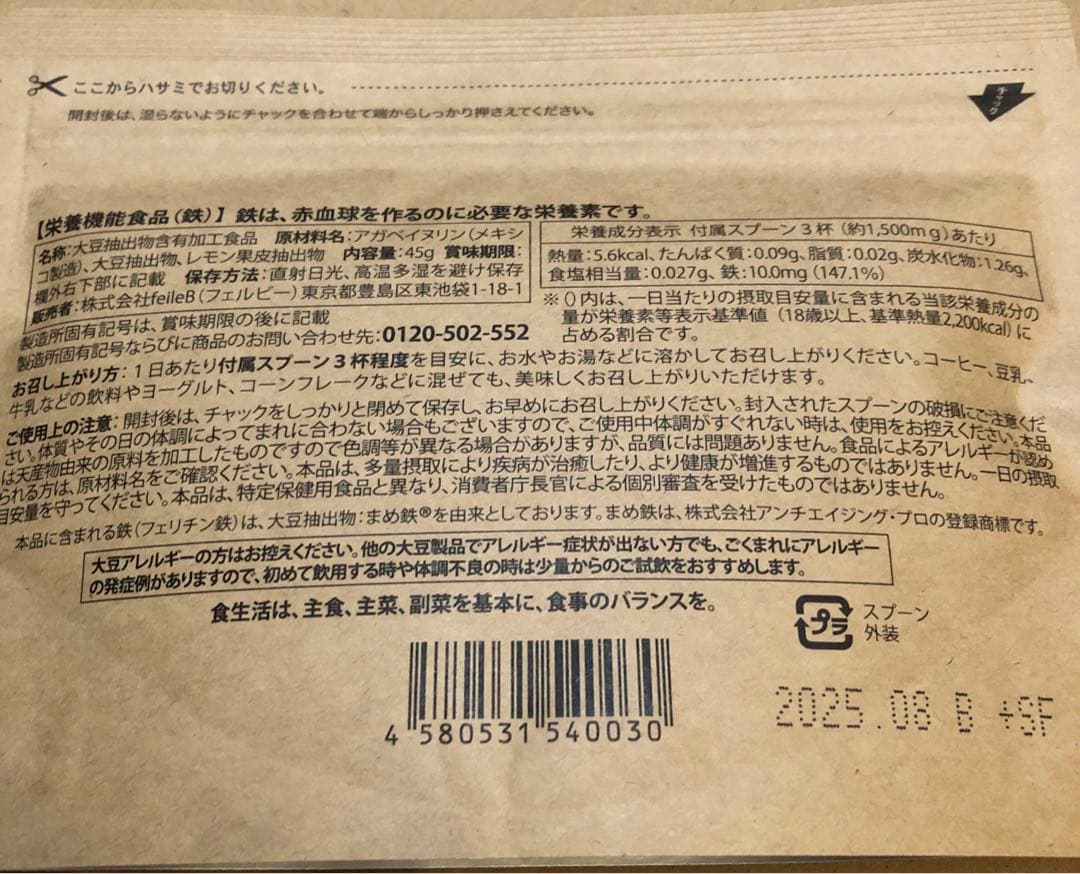 ここからハサミでお切りください。
チャック
開封後は、湿らないようにチャックを合わせて端からしっかり押さえてください。
【栄養機能食品（鉄）】鉄は、赤血球を作るのに必要な栄養素です。
名称：大豆抽出物含有加工食品 原材料名：アガベイヌリン（メキシ
コ製造）、大豆抽出物、レモン果皮抽出物 内容量：45g 賞味期限：
欄外右下部に記載 保存方法：直射日光、高温多湿を避け保存
販売者：株式会社feileB（フェルビー）東京都豊島区東池袋1-18-1
栄養成分表示 付属スプーン3杯（約1,500mg）あたり
熱量：5.6kcal、たんぱく質：0.09g、脂質：0.02g、炭水化物：1.26g、
食塩相当量：0.027g、鉄：10.0mg（147.1%）
※（）内は、一日当たりの摂取目安量に含まれる当該栄養成分の
量が栄養素等表示基準値（18歳以上、基準熱量2,200kcal）に
占める割合です。
製造所固有記号は、賞味期限の後に記載
製造所固有記号ならびに商品のお問い合わせ先：0120-502-552
お召し上がり方：1日あたり付属スプーン3杯程度を目安に、お水やお湯などに溶かしてお召し上がりください。コーヒー、豆乳、
牛乳などの飲料やヨーグルト、コーンフレークなどに混ぜても、美味しくお召し上がりいただけます。
ご使用上の注意：開封後は、チャックをしっかりと閉めて保存し、お早めにお召し上がりください。封入されたスプーンの破損にご注意くだ
さい。体質やその日の体調によってまれに合わない場合もございますので、ご使用中体調がすぐれない時は、使用をお控えください。本品
は天産物由来の原料を加工したものですので色調等が異なる場合がありますが、品質には問題ありません。食品によるアレルギーが認め
られる方は、原材料名をご確認ください。本品は、多量摂取により疾病が治癒したり、より健康が増進するものではありません。一日の摂取
目安量を守ってください。本品は、特定保健用食品と異なり、消費者庁長官による個別審査を受けたものではありません。
本品に含まれる鉄（フェリチン鉄）は、大豆抽出物：まめ鉄®を由来としております。まめ鉄は、株式会社アンチエイジング・プロの登録商標です。
大豆アレルギーの方はお控えください。他の大豆製品でアレルギー症状が出ない方でも、ごくまれにアレルギー
の発症例がありますので、初めて飲用する時や体調不良の時は少量からのご試飲をおすすめします。
食生活は、主食、主菜、副菜を基本に、食事のバランスを。
プラ
スプーン
外装
4 580531 540030
2025.08 B +SF